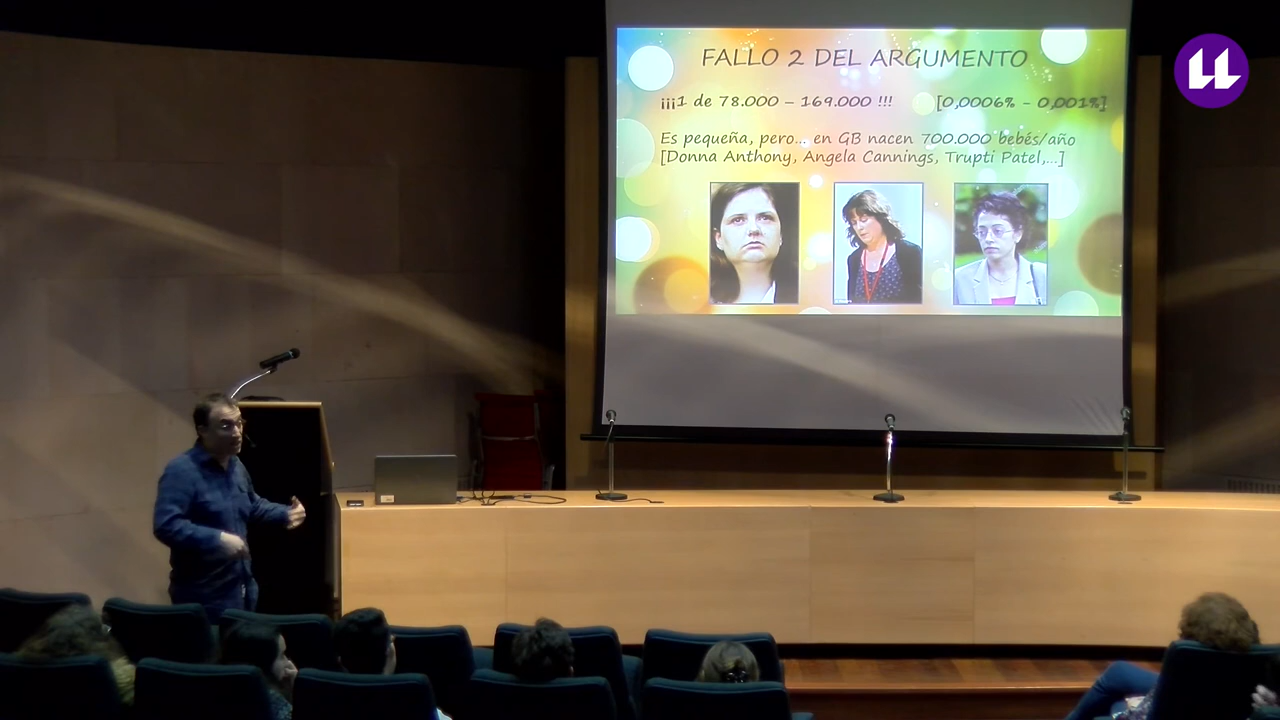 FALLO 2 DEL ARGUMENTO
¡¡¡1 de 78.000 – 169.000 !!! [0,0006% - 0,001%]
Es pequeña, pero... en GB nacen 700.000 bebés/año
[Donna Anthony, Angela Cannings, Trupti Patel,...]